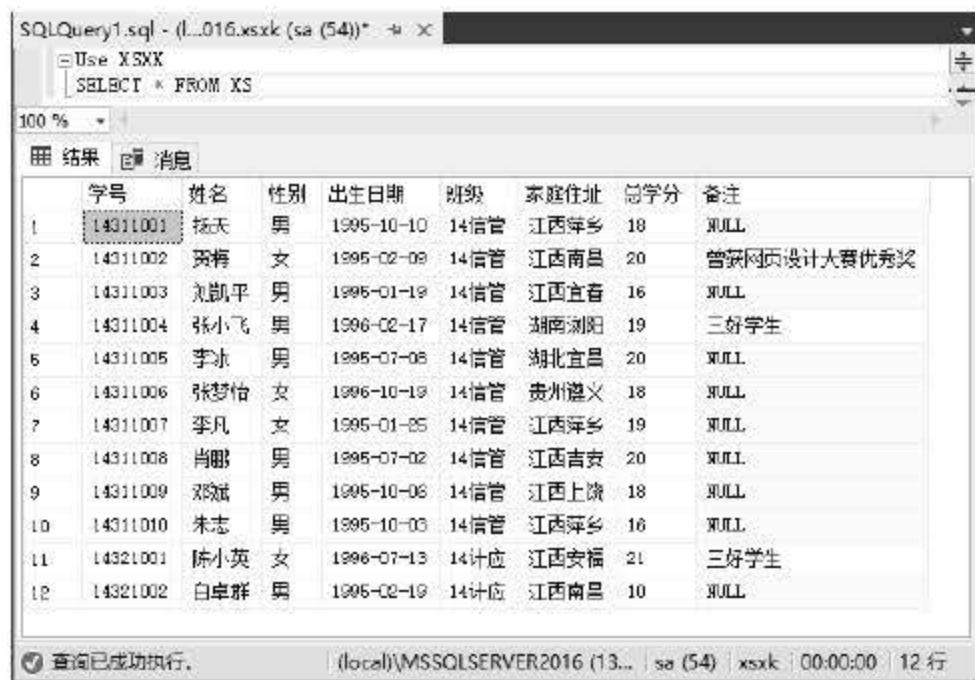 SQLQuery1.sql - (l...016.xsxk (sa (54))*
Use XSXK
SELECT * FROM XS
100 %
结果 消息
学号 姓名 性别 出生日期 班级 家庭住址 总学分 备注
1 14311001 杨天 男 1995-10-10 14信管 江西萍乡 18 NULL
2 14311002 贺梅 女 1995-02-09 14信管 江西南昌 20 曾获网页设计大赛优秀奖
3 14311003 刘凯平 男 1995-01-19 14信管 江西宜春 16 NULL
4 14311004 张小飞 男 1996-02-17 14信管 湖南浏阳 19 三好学生
5 14311005 李冰 男 1995-07-08 14信管 湖北宜昌 20 NULL
6 14311006 张梦怡 女 1996-10-19 14信管 贵州遵义 18 NULL
7 14311007 李凡 女 1995-01-25 14信管 江西萍乡 19 NULL
8 14311008 肖鹏 男 1995-07-02 14信管 江西吉安 20 NULL
9 14311009 邓斌 男 1995-10-06 14信管 江西上饶 18 NULL
10 14311010 朱志 男 1995-10-03 14信管 江西萍乡 16 NULL
11 14321001 陈小英 女 1996-07-13 14计应 江西安福 21 三好学生
12 14321002 白卓群 男 1995-02-19 14计应 江西南昌 10 NULL
查询已成功执行。 (local)\MSSQLSERVER2016 (13... sa (54) xsxk 00:00:00 12 行